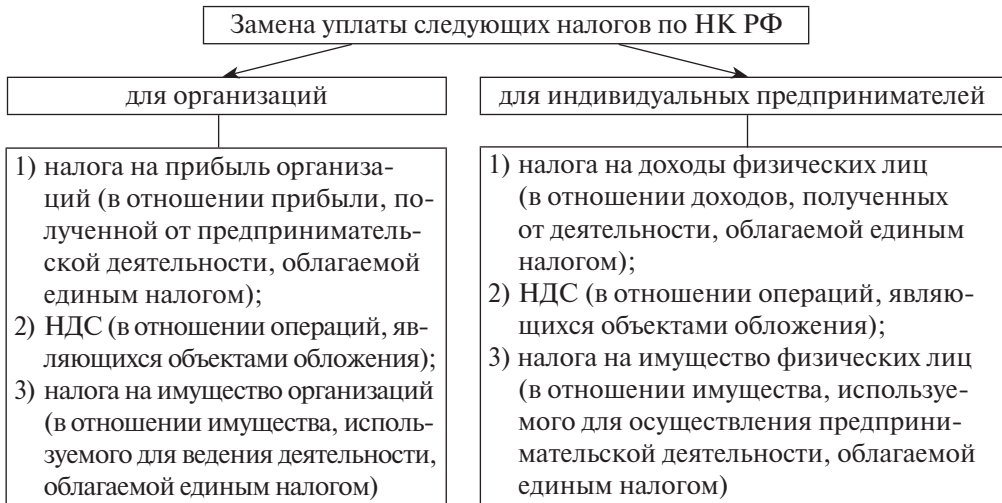 Замена уплаты следующих налогов по НК РФ
для организаций
1) налога на прибыль организа-
ций (в отношении прибыли, по-
лученной от предприниматель-
ской деятельности, облагаемой
единым налогом);
2) НДС (в отношении операций, яв-
ляющихся объектами обложения);
3) налога на имущество организаций
(в отношении имущества, исполь-
зуемого для ведения деятельности,
облагаемой единым налогом)
для индивидуальных предпринимателей
1) налога на доходы физических лиц
(в отношении доходов, полученных
от деятельности, облагаемой единым
налогом);
2) НДС (в отношении операций, являю-
щихся объектами обложения);
3) налога на имущество физических лиц
(в отношении имущества, используе-
мого для осуществления предприни-
мательской деятельности, облагаемой
единым налогом)